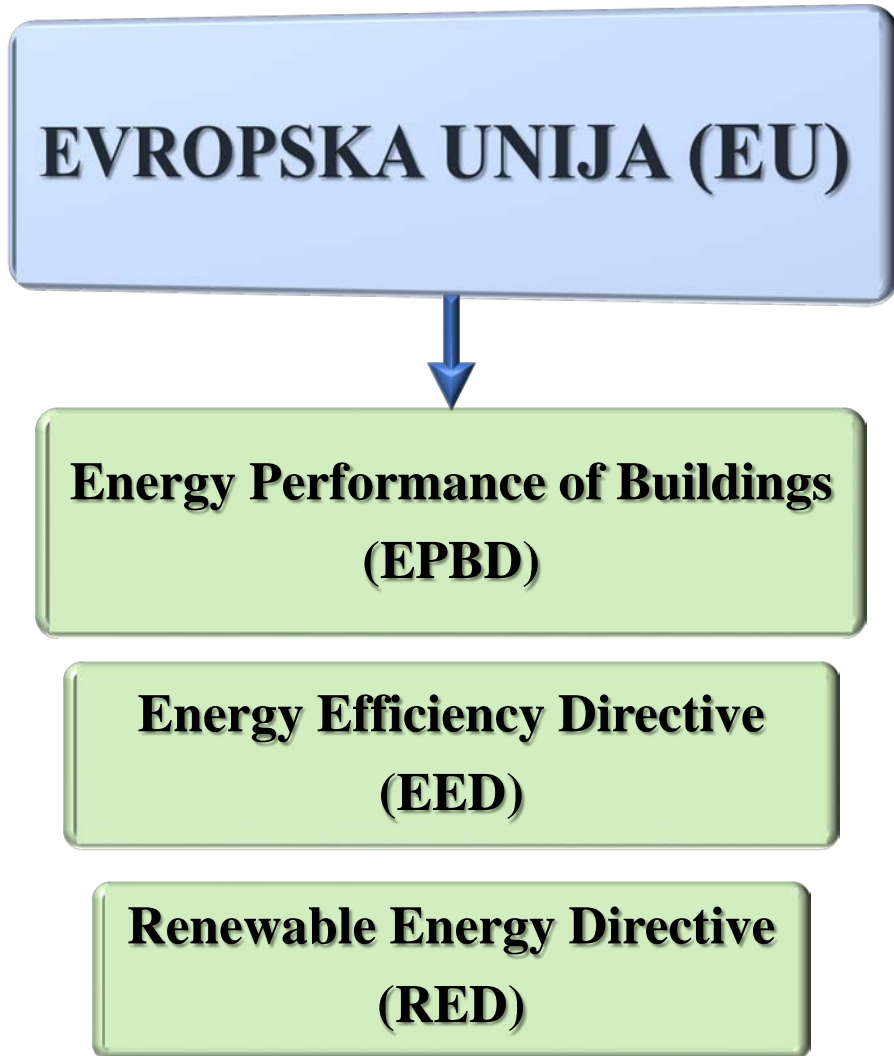 EVROPSKA UNIJA (EU)
Energy Performance of Buildings
(EPBD)
Energy Efficiency Directive
(EED)
Renewable Energy Directive
(RED)